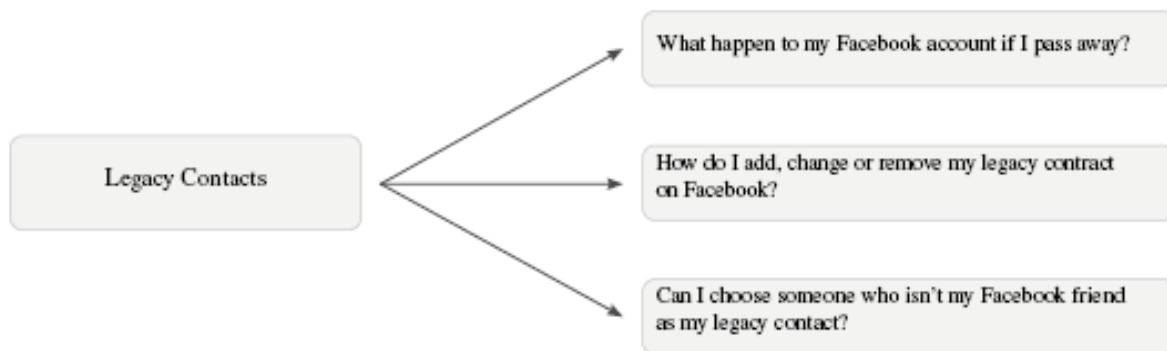 What happen to my Facebook account if I pass away?
Legacy Contacts
How do I add, change or remove my legacy contract
on Facebook?
Can I choose someone who isn't my Facebook friend
as my legacy contact?